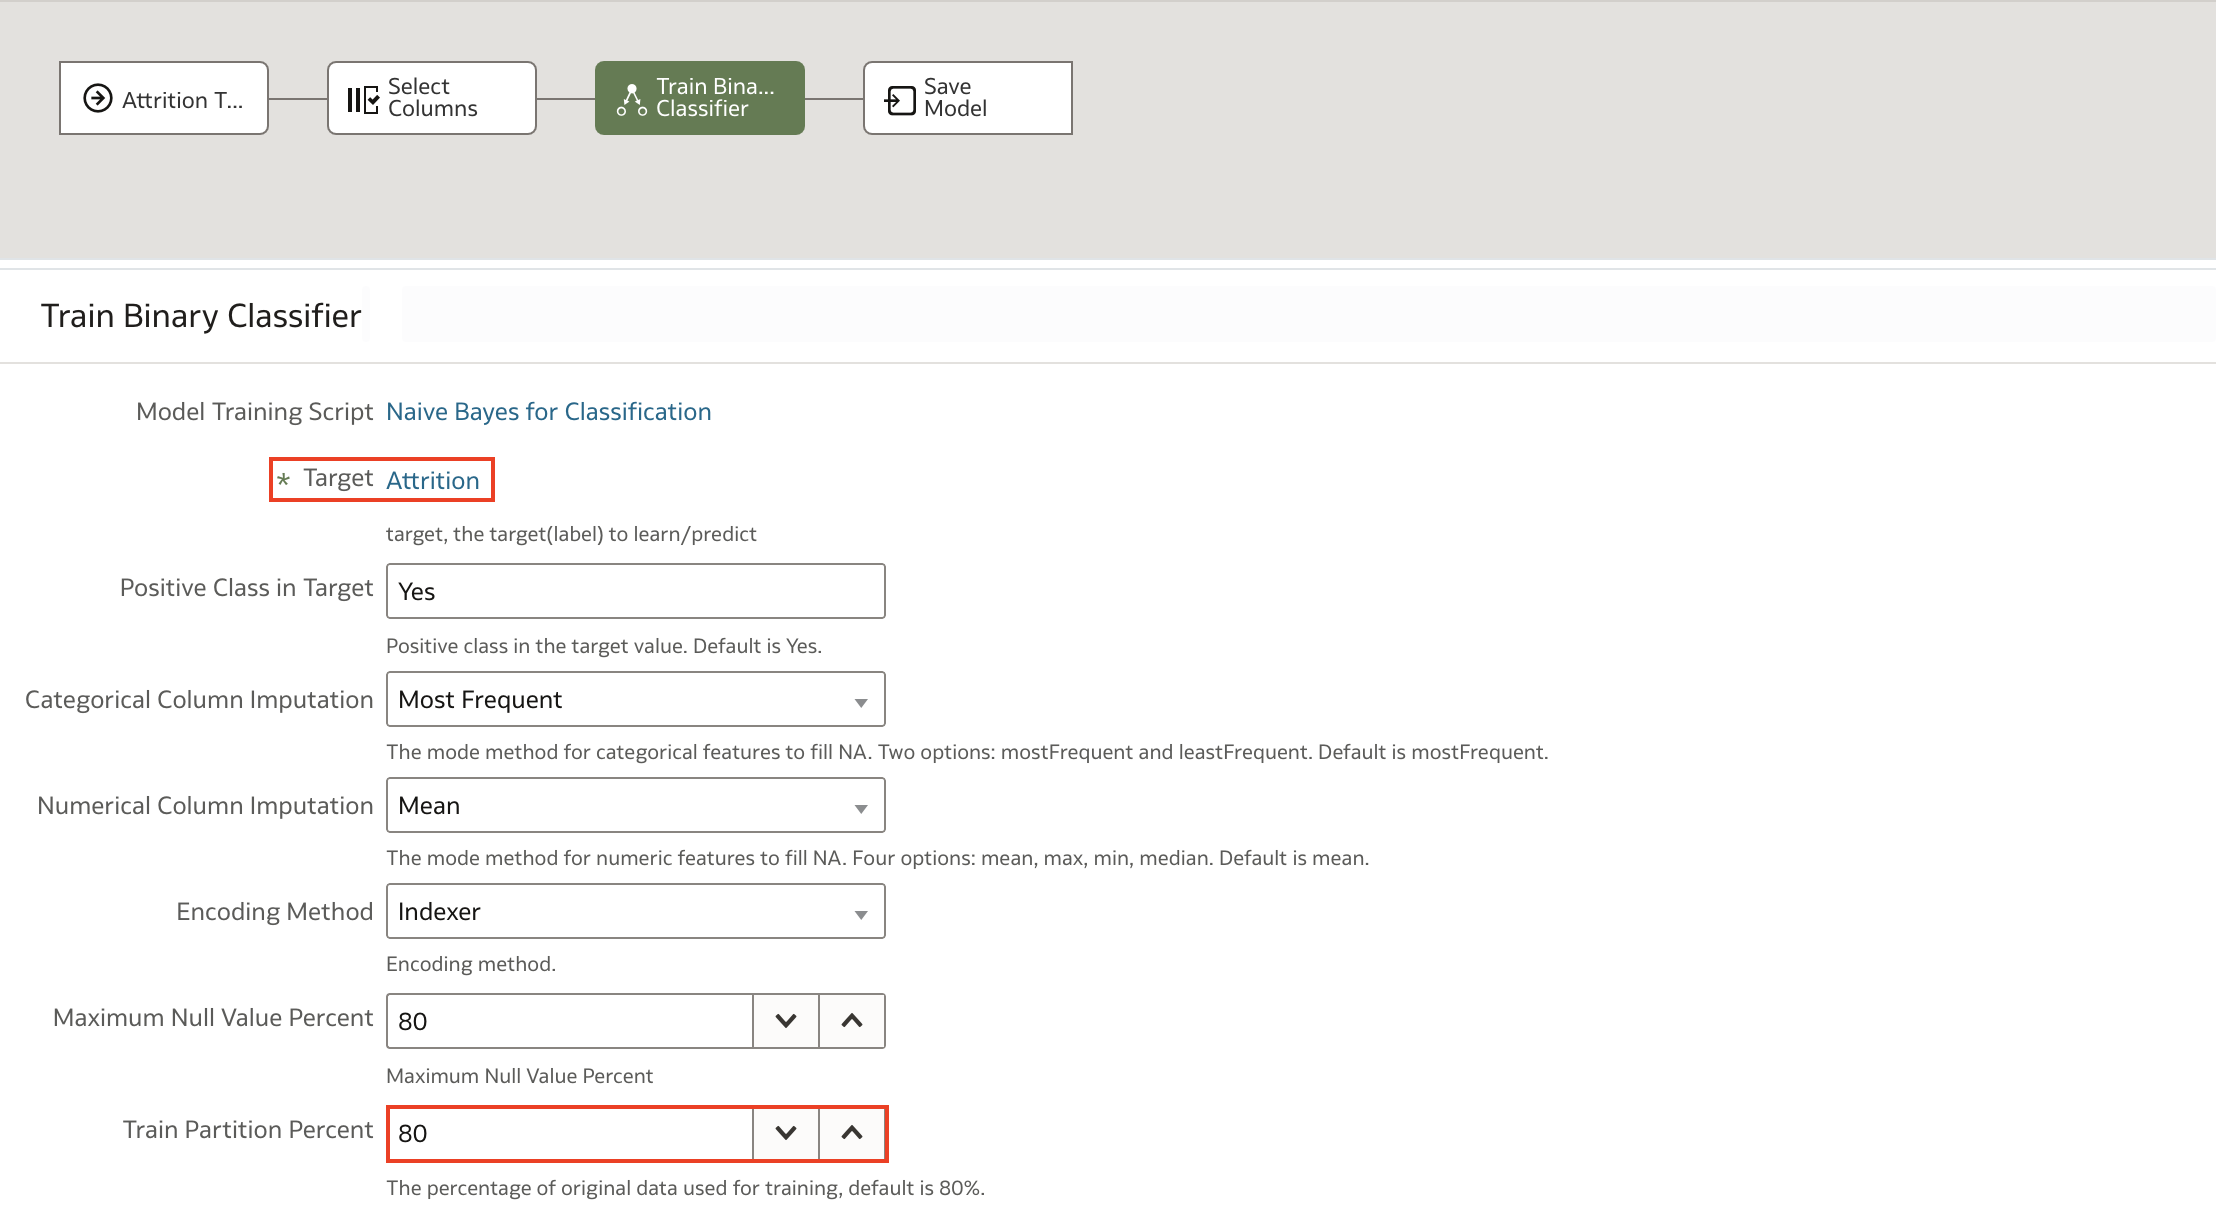 Attrition T...
Select
Columns
Train Bina...
Classifier
Save
Model
Train Binary Classifier
Model Training Script Naive Bayes for Classification
* Target Attrition
target, the target(label) to learn/predict
Positive Class in Target Yes
Positive class in the target value. Default is Yes.
Categorical Column Imputation Most Frequent
The mode method for categorical features to fill NA. Two options: mostFrequent and leastFrequent. Default is mostFrequent.
Numerical Column Imputation Mean
The mode method for numeric features to fill NA. Four options: mean, max, min, median. Default is mean.
Encoding Method Indexer
Encoding method.
Maximum Null Value Percent 80
Maximum Null Value Percent
Train Partition Percent 80
The percentage of original data used for training, default is 80%.